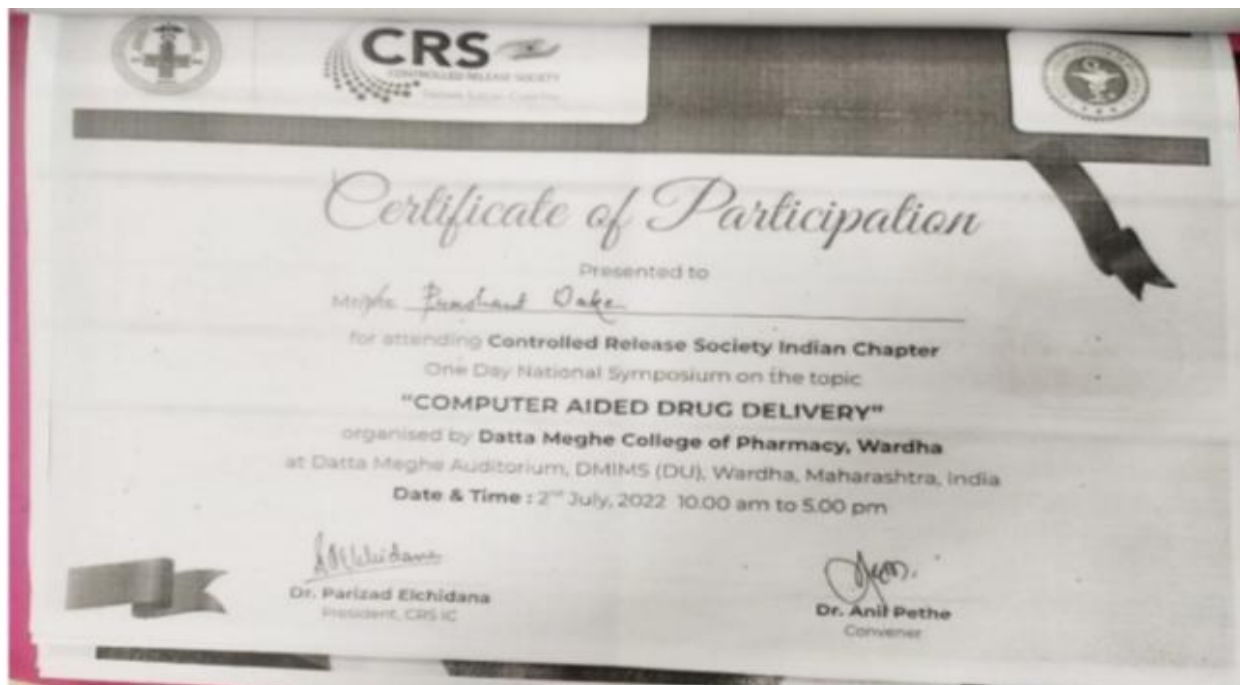 CRS
CONTROLLED RELEASE SOCIETY
Certificate of Participation
Presented to
for attending Controlled Release Society Indian Chapter
One Day National Symposium on the topic
"COMPUTER AIDED DRUG DELIVERY"
organised by Datta Meghe College of Pharmacy, Wardha
at Datta Meghe Auditorium, DMIMS (DU), Wardha, Maharashtra, India
Date & Time : 2ⁿᵈ July, 2022 10.00 am to 5.00 pm
Dr. Parizad Elchidana
President, CRS IC
Dr. Anil Pethe
Convener